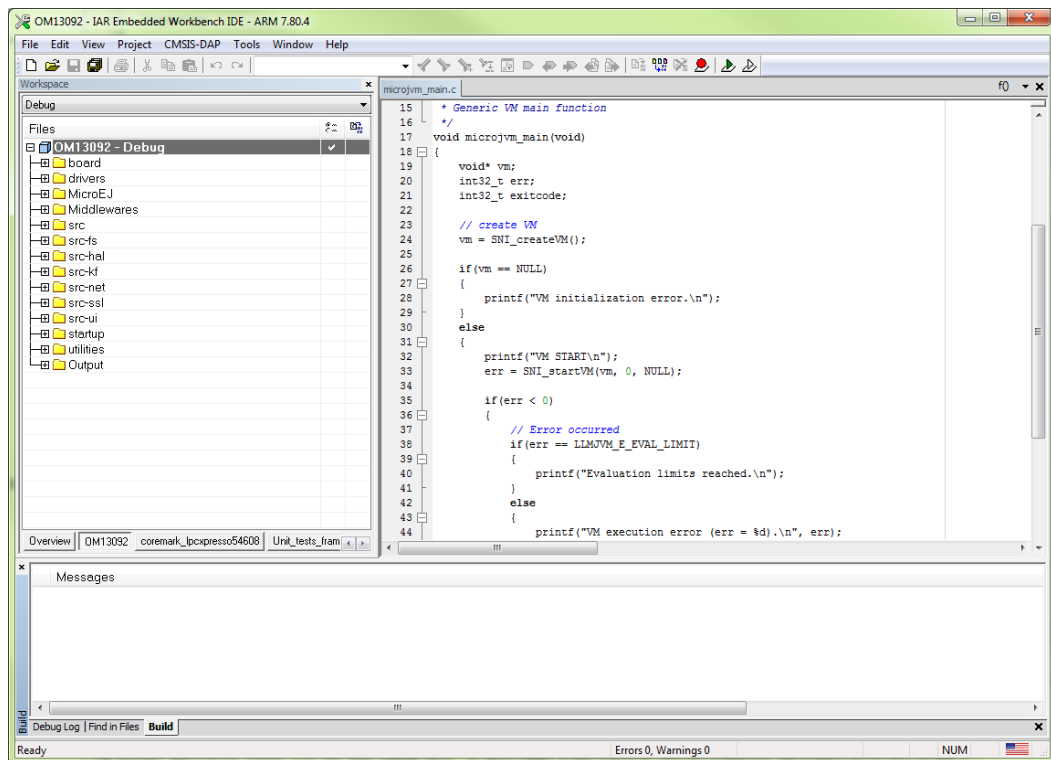 OM13092 - IAR Embedded Workbench IDE - ARM 7.80.4
File Edit View Project CMSIS-DAP Tools Window Help
Workspace
Debug
Files
OM13092 - Debug
board
drivers
MicroEJ
Middlewares
src
src-fs
src-hal
src-kf
src-net
src-ssl
src-ui
startup
utilities
Output
Overview OM13092 coremark_lpcxpresso54608 Unit_tests_fram
microjvm_main.c f0
15 * Generic VM main function
16 */
17 void microjvm_main(void)
18 {
19 void* vm;
20 int32_t err;
21 int32_t exitcode;
22
23 // create VM
24 vm = SNI_createVM();
25
26 if(vm == NULL)
27 {
28 printf("VM initialization error.\n");
29 }
30 else
31 {
32 printf("VM START\n");
33 err = SNI_startVM(vm, 0, NULL);
34
35 if(err < 0)
36 {
37 // Error occurred
38 if(err == LLMJVM_E_EVAL_LIMIT)
39 {
40 printf("Evaluation limits reached.\n");
41 }
42 else
43 {
44 printf("VM execution error (err = %d).\n", err);
Messages
Build
Debug Log Find in Files Build
Ready Errors 0, Warnings 0 NUM